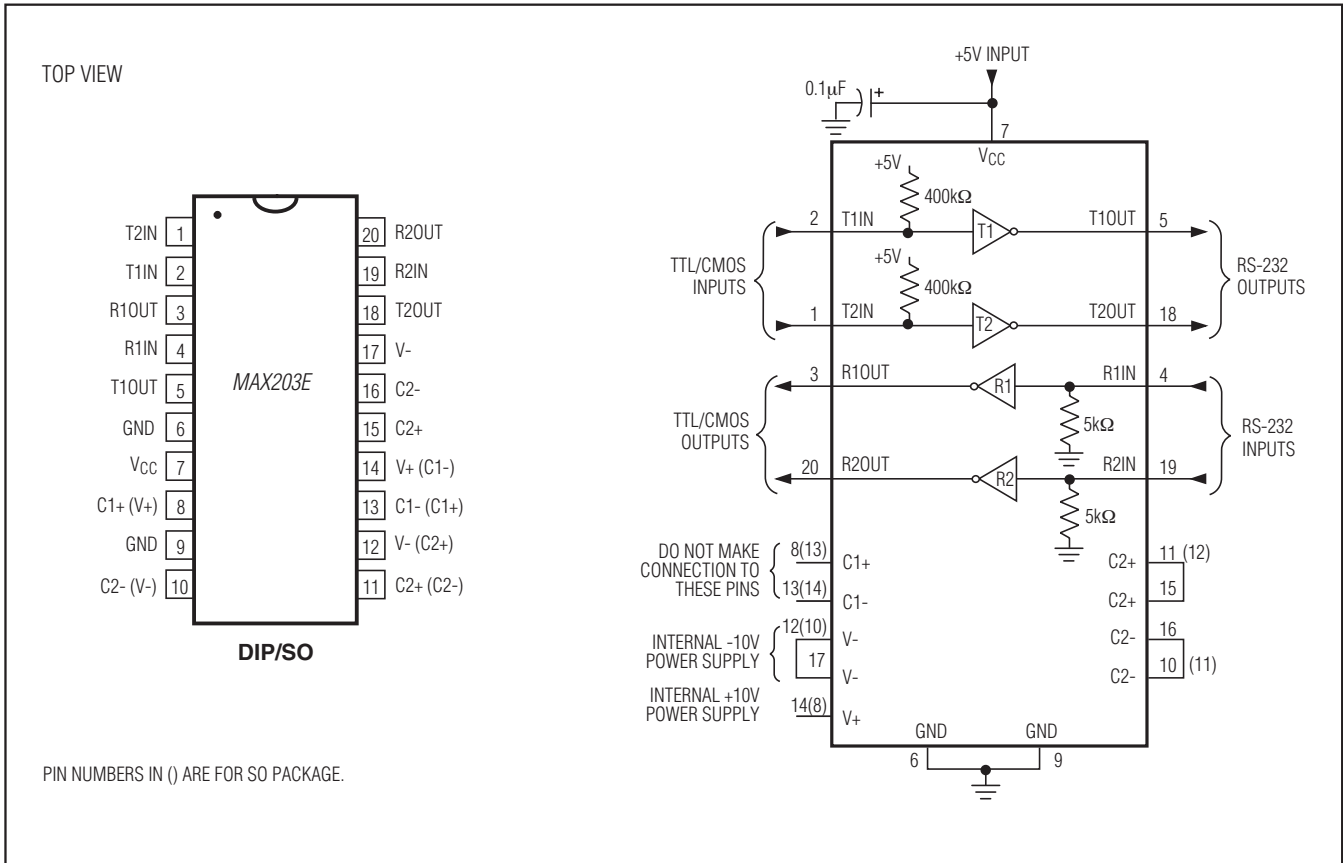 TOP VIEW
MAX203E
T2IN 1
T1IN 2
R1OUT 3
R1IN 4
T1OUT 5
GND 6
VCC 7
C1+ (V+) 8
GND 9
C2- (V-) 10
20 R2OUT
19 R2IN
18 T2OUT
17 V-
16 C2-
15 C2+
14 V+ (C1-)
13 C1- (C1+)
12 V- (C2+)
11 C2+ (C2-)
DIP/SO
PIN NUMBERS IN () ARE FOR SO PACKAGE.
+5V INPUT
0.1µF +
7
VCC
+5V
400kΩ
2 T1IN T1 T1OUT 5
TTL/CMOS
INPUTS
RS-232
OUTPUTS
+5V
400kΩ
1 T2IN T2 T2OUT 18
3 R1OUT R1 R1IN 4
5kΩ
TTL/CMOS
OUTPUTS
RS-232
INPUTS
20 R2OUT R2 R2IN 19
5kΩ
DO NOT MAKE
CONNECTION TO
THESE PINS
8(13) C1+
13(14) C1-
INTERNAL -10V
POWER SUPPLY
12(10) V-
17 V-
INTERNAL +10V
POWER SUPPLY
14(8) V+
C2+ 11 (12)
C2+ 15
C2- 16
C2- 10 (11)
GND GND
6 9